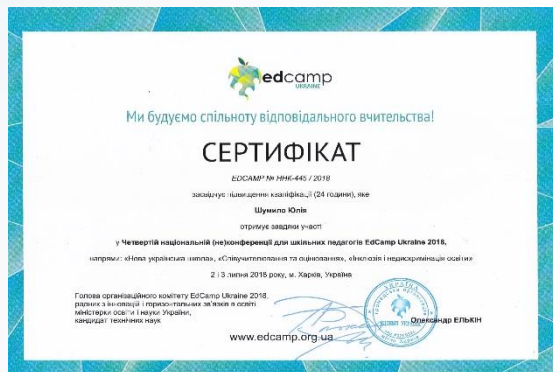 edcamp
UKRAINE
Ми будуємо спільноту відповідального вчительства!
СЕРТИФІКАТ
EDCAMP № ННК-445 / 2018
засвідчує підвищення кваліфікації (24 години), яке
Шумило Юлія
отримує завдяки участі
у Четвертій національній (не)конференції для шкільних педагогів EdCamp Ukraine 2018,
напрями: «Нова українська школа», «Співучителювання та оцінювання», «Інклюзія і недискримінація освіти»
2 і 3 липня 2018 року, м. Харків, Україна
Голова організаційного комітету EdCamp Ukraine 2018,
радник з інновацій і горизонтальних зв'язків в освіті
міністерки освіти і науки України,
кандидат технічних наук
Олександр ЕЛЬКІН
www.edcamp.org.ua